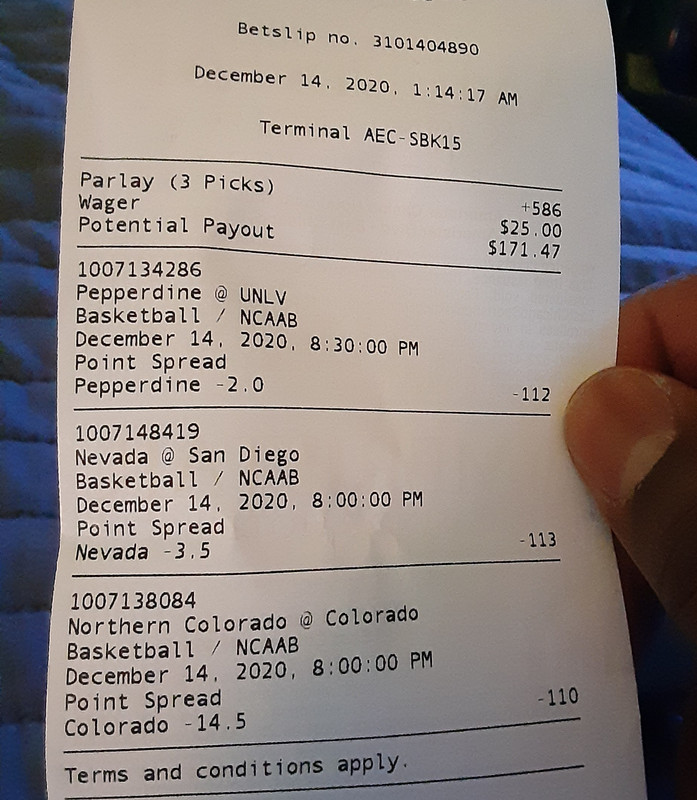 Betslip no. 3101404890
December 14, 2020, 1:14:17 AM
Terminal AEC-SBK15
Parlay (3 Picks) +586
Wager $25.00
Potential Payout $171.47
1007134286
Pepperdine @ UNLV
Basketball / NCAAB
December 14, 2020, 8:30:00 PM
Point Spread
Pepperdine -2.0 -112
1007148419
Nevada @ San Diego
Basketball / NCAAB
December 14, 2020, 8:00:00 PM
Point Spread
Nevada -3.5 -113
1007138084
Northern Colorado @ Colorado
Basketball / NCAAB
December 14, 2020, 8:00:00 PM
Point Spread
Colorado -14.5 -110
Terms and conditions apply.